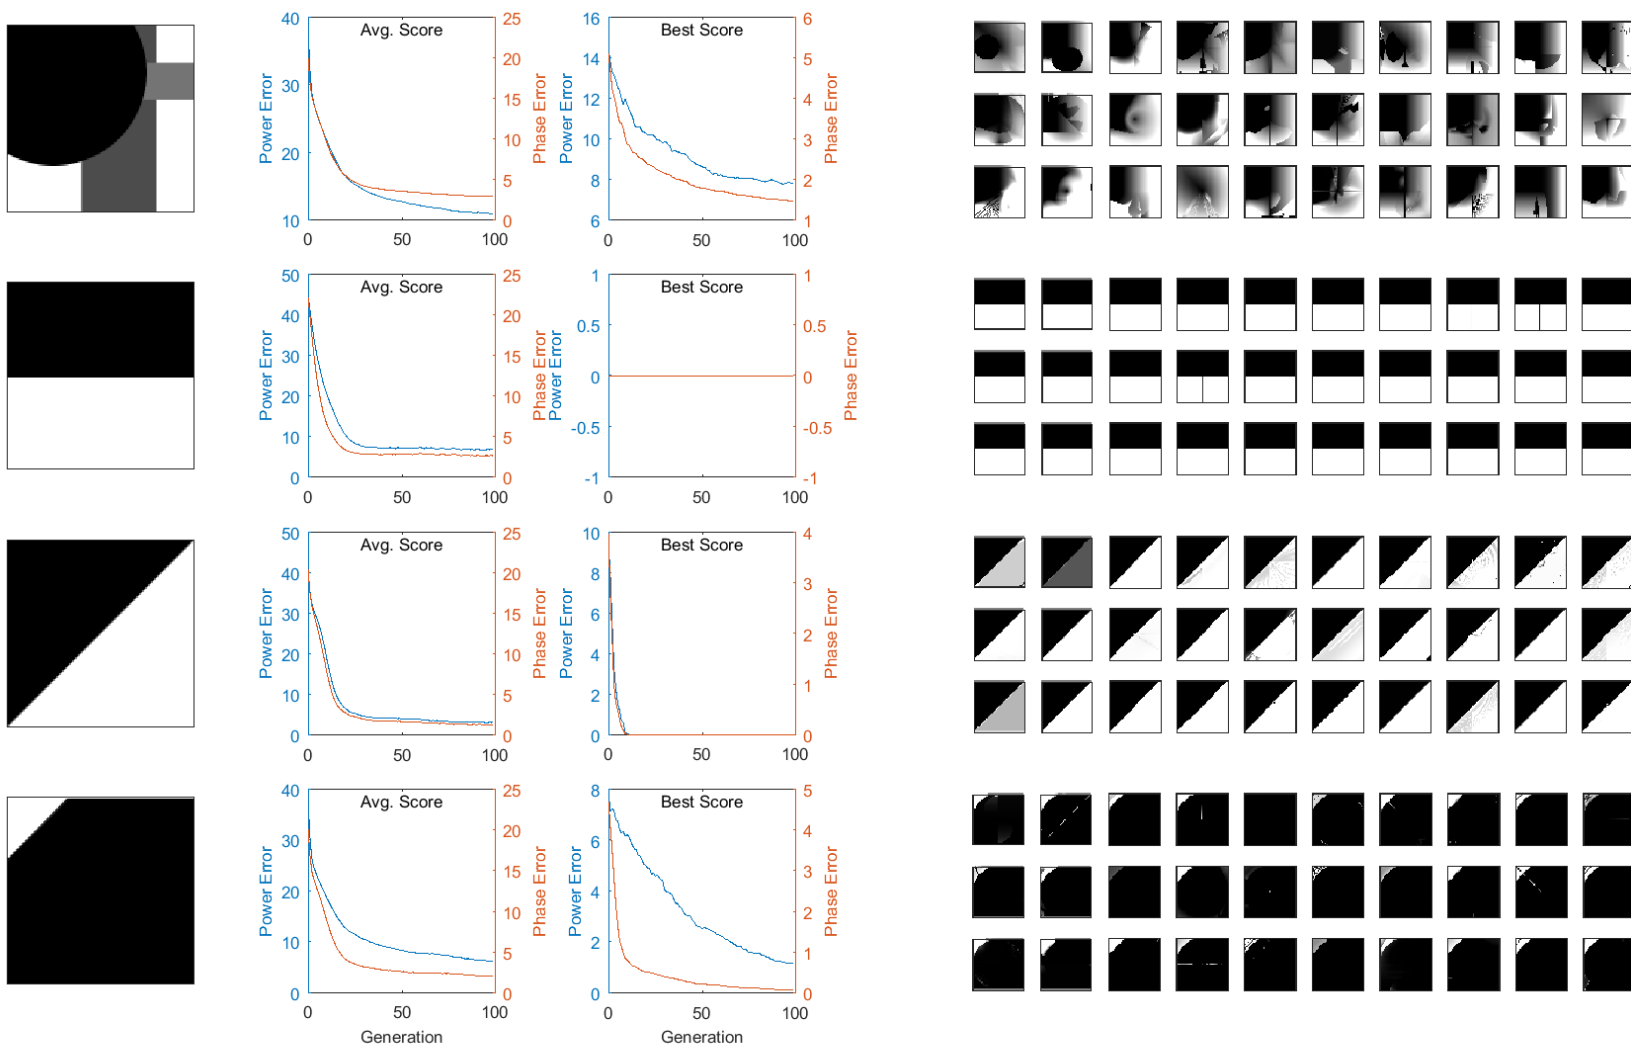 40 25 16 6
Avg. Score Best Score
20 14 5
30 15 12 4
Power Error Phase Error Power Error Phase Error
20 10 10 3
5 8 2
10 0 6 1
0 50 100 0 50 100
50 25 1 1
Avg. Score Best Score
40 20 0.5 0.5
30 15
Power Error Phase Error Power Error Phase Error
0 0
20 10
10 5 -0.5 -0.5
0 0 -1 -1
0 50 100 0 50 100
50 25 10 4
Avg. Score Best Score
40 20 8 3
30 15 6
Power Error Phase Error Power Error Phase Error
2
20 10 4
10 5 2 1
0 0 0 0
0 50 100 0 50 100
40 25 8 5
Avg. Score Best Score
30 20 6 4
15 3
Power Error Phase Error Power Error Phase Error
20 4
10 2
10 5 2 1
0 0 0 0
0 50 100 0 50 100
Generation Generation